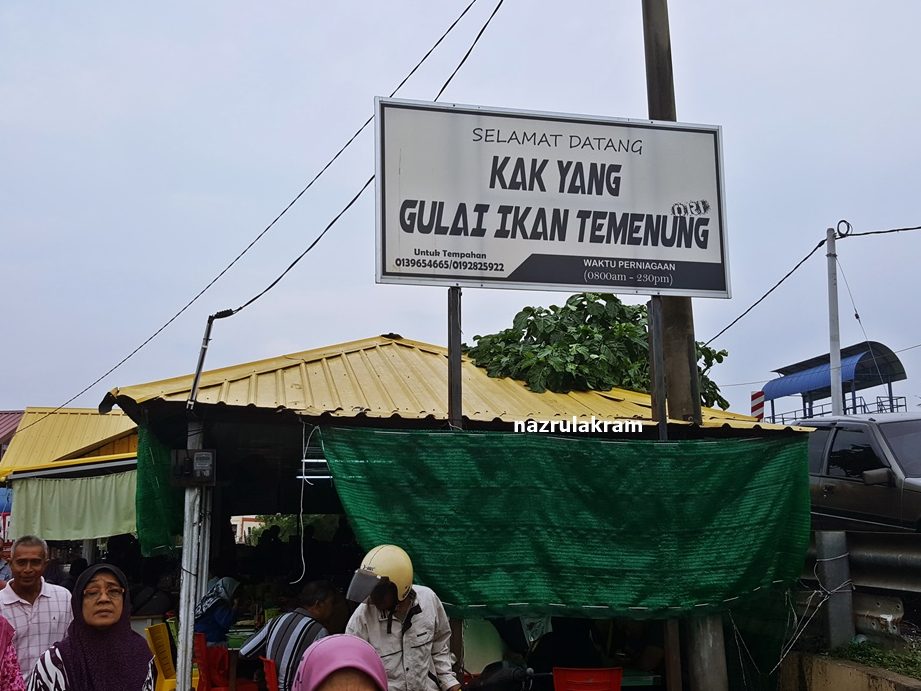 SELAMAT DATANG
KAK YANG
GULAI IKAN TEMENUNG
Untuk Tempahan
0139654665/0192825922
WAKTU PERNIAGAAN
(0800am - 230pm)
nazrulakram